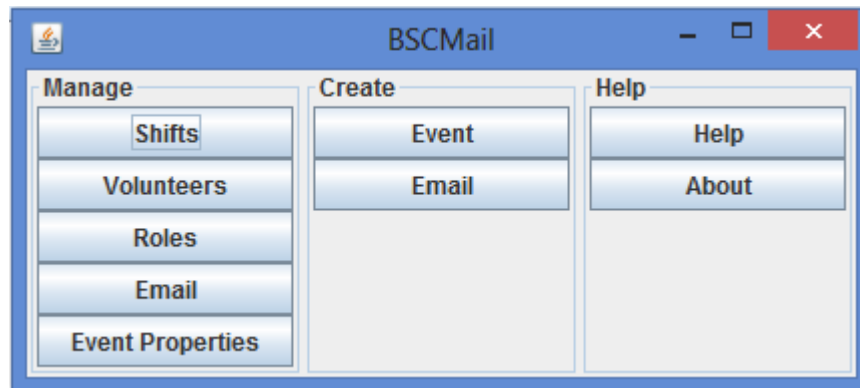 BSCMail
Manage
Shifts
Volunteers
Roles
Email
Event Properties
Create
Event
Email
Help
Help
About